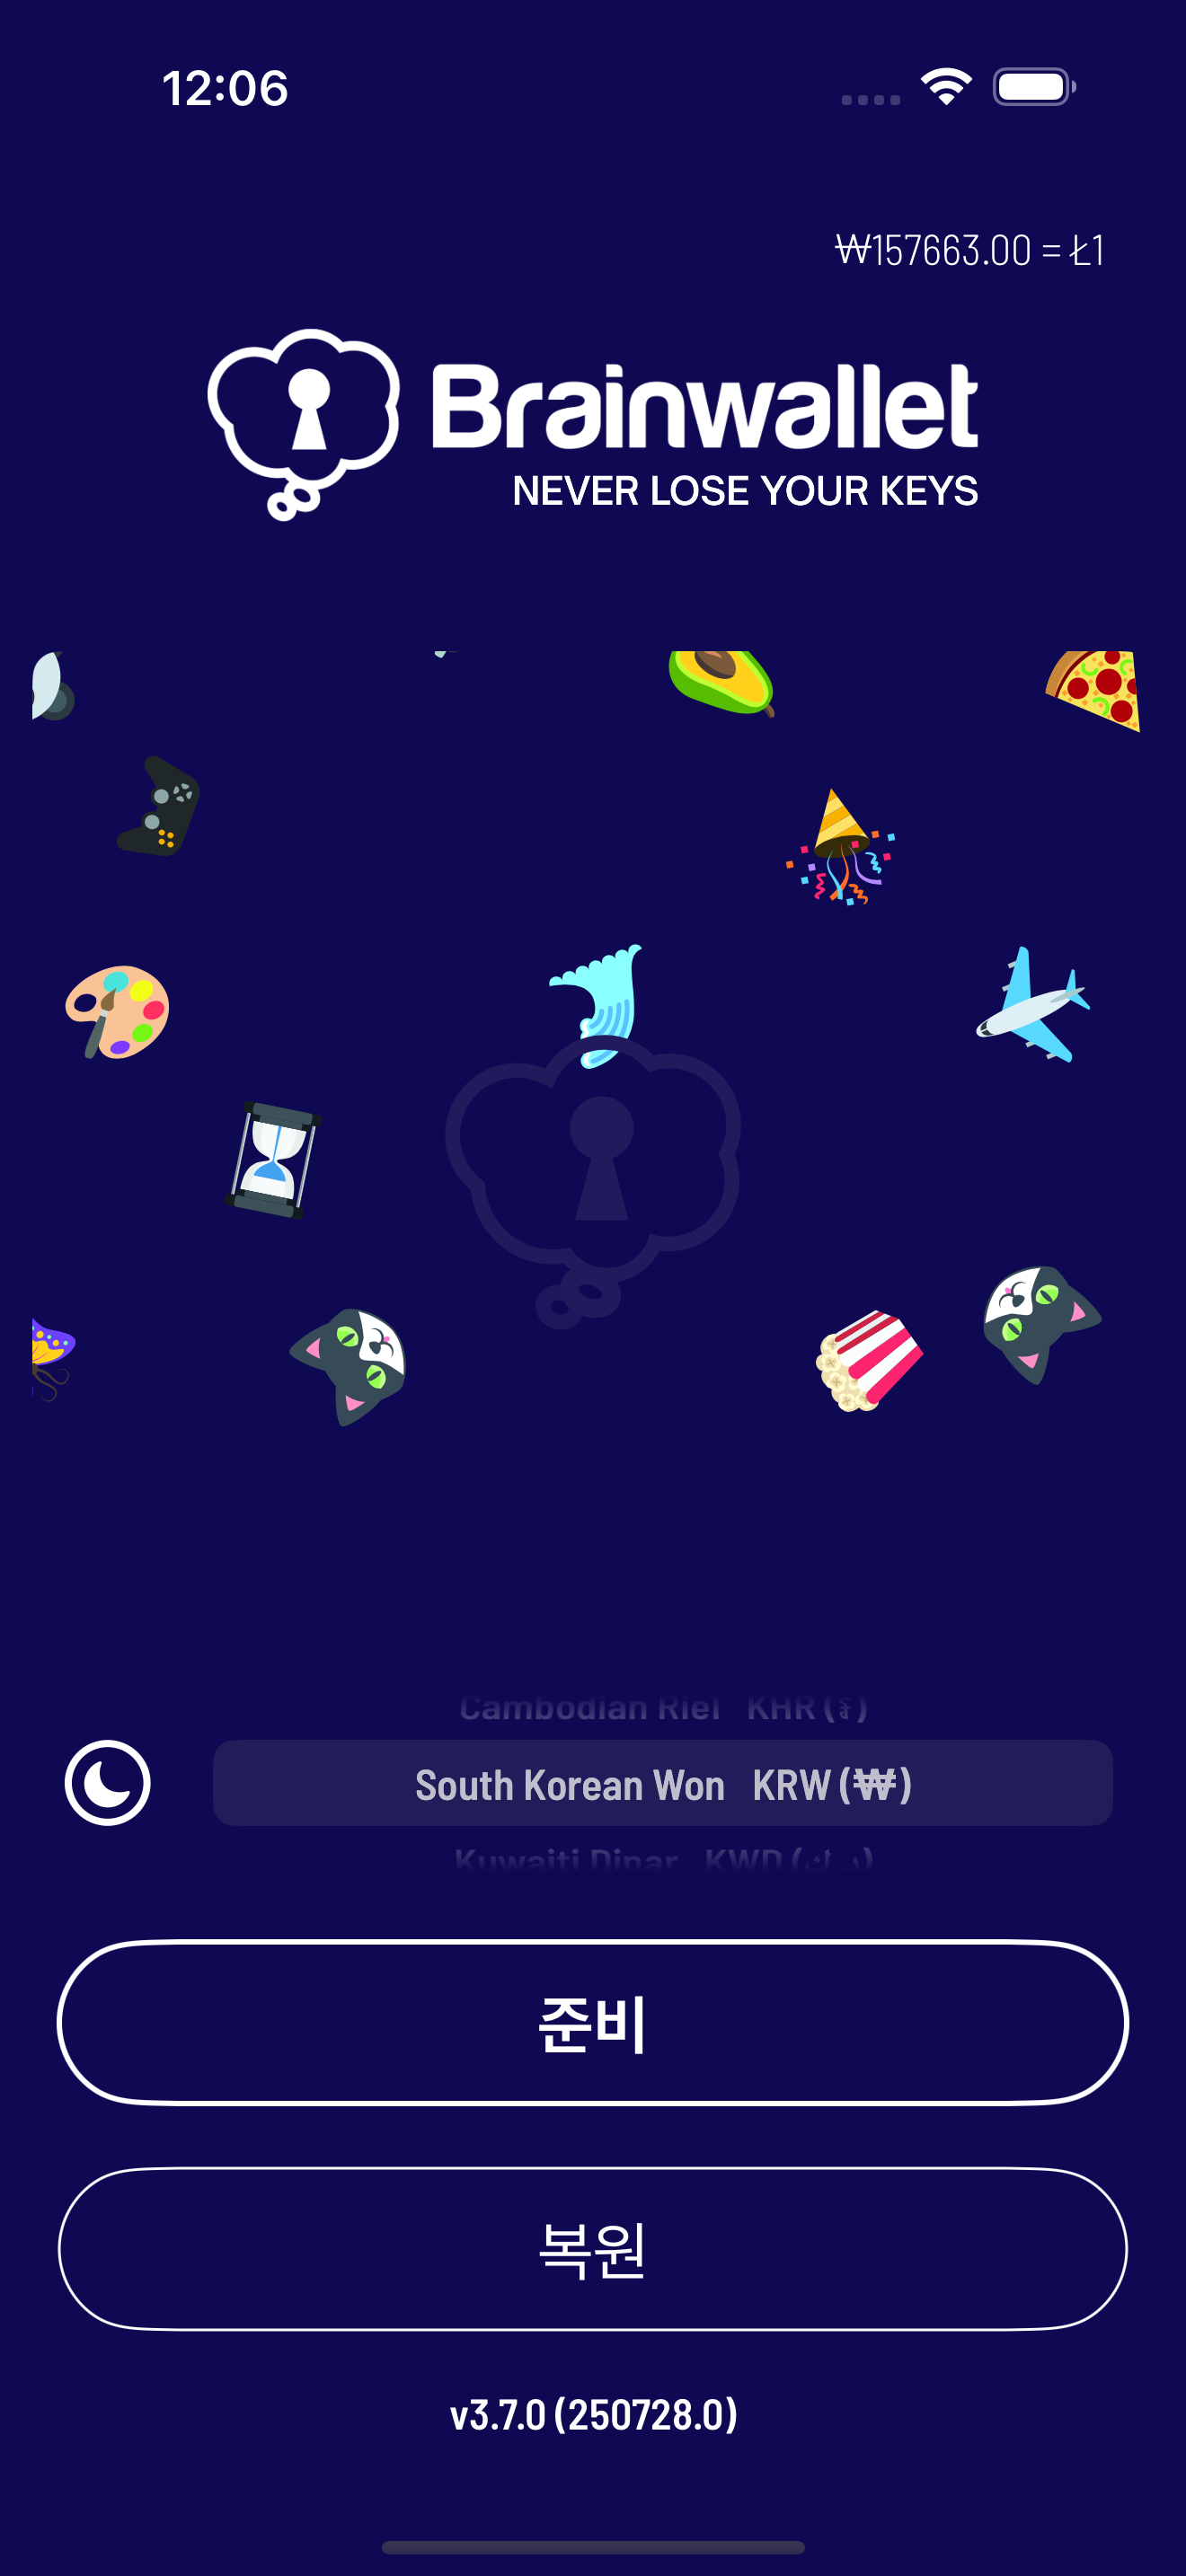 12:06
₩157663.00 = Ł1
Brainwallet
NEVER LOSE YOUR KEYS
Cambodian Riel KHR (៛)
South Korean Won KRW (₩)
Kuwaiti Dinar KWD (د.ك)
준비
복원
v3.7.0 (250728.0)